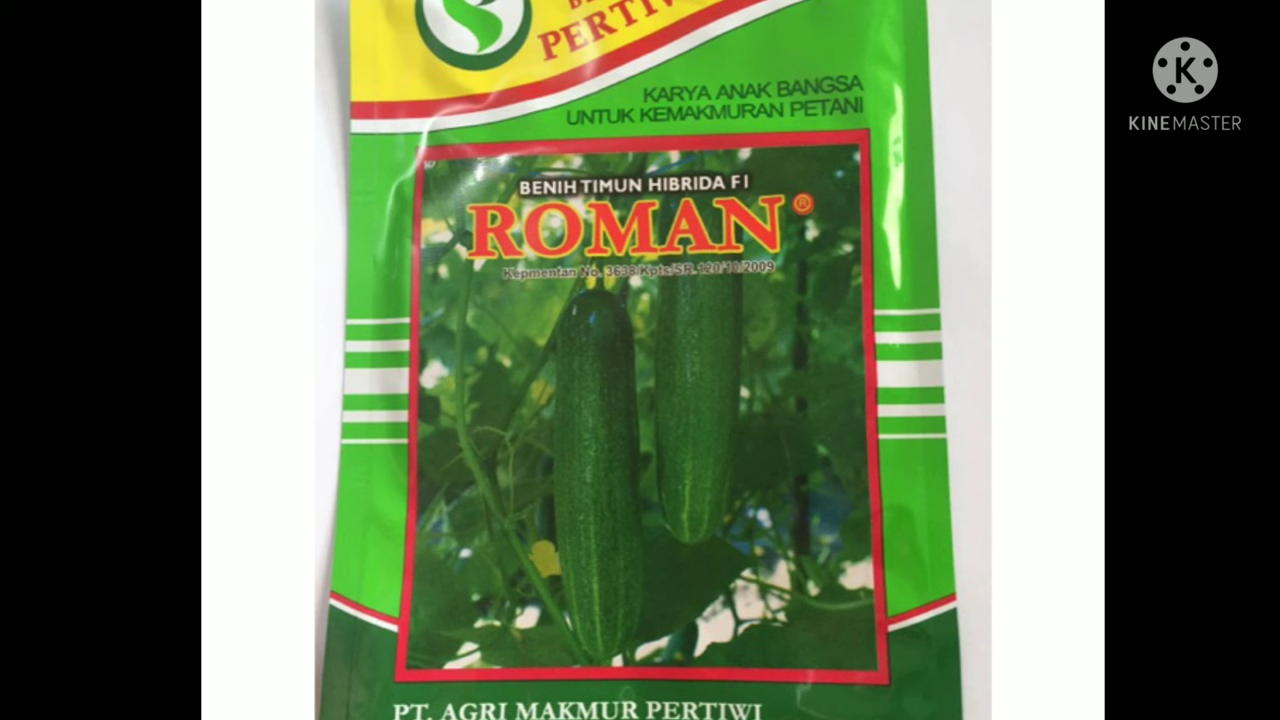 KARYA ANAK BANGSA
UNTUK KEMAKMURAN PETANI
BENIH TIMUN HIBRIDA F1
ROMAN®
Kepmentan No. 3638/Kpts/SR.120/10/2009
PT. AGRI MAKMUR PERTIWI
K
KINEMASTER